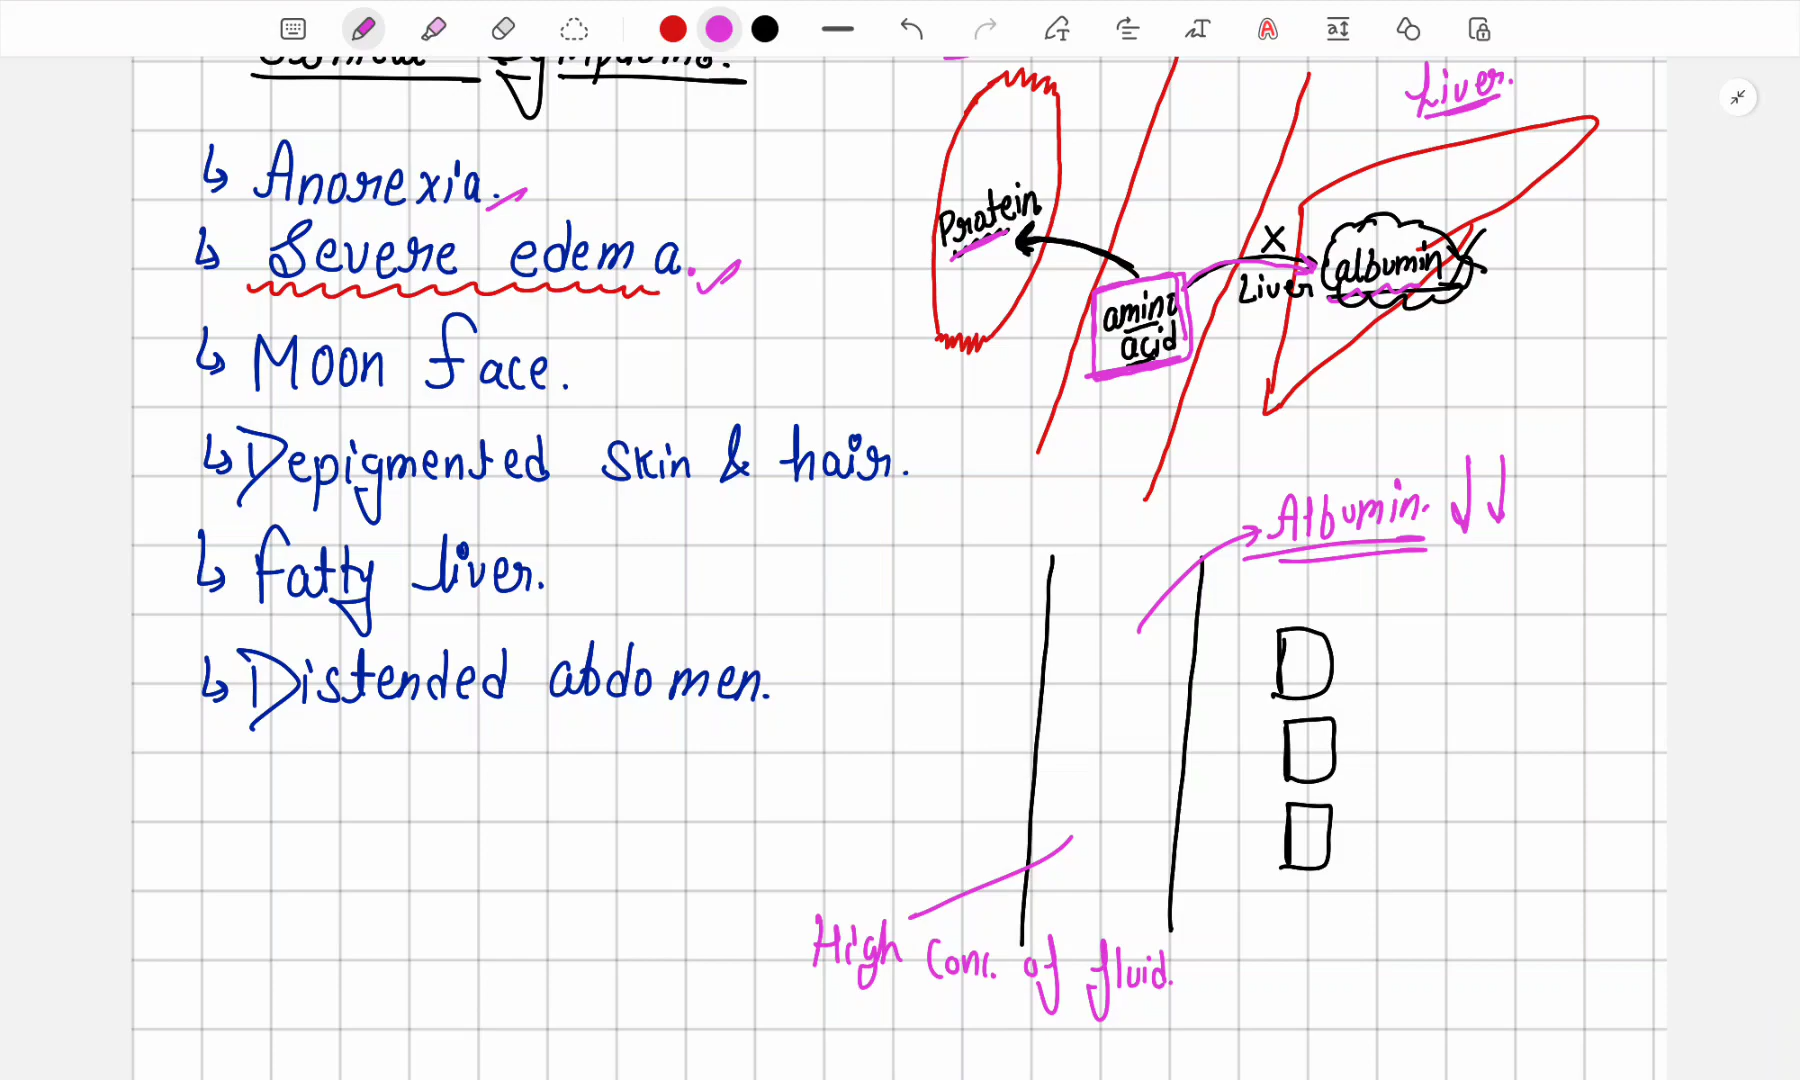 Symptoms.
↳ Anorexia.
↳ Severe edema.
↳ Moon face.
↳ Depigmented skin & hair.
↳ Fatty liver.
↳ Distended abdomen.
Liver.
Protein
X
Liver
albumin
amino
acid
Albumin. ↓↓
High Conc. of fluid.